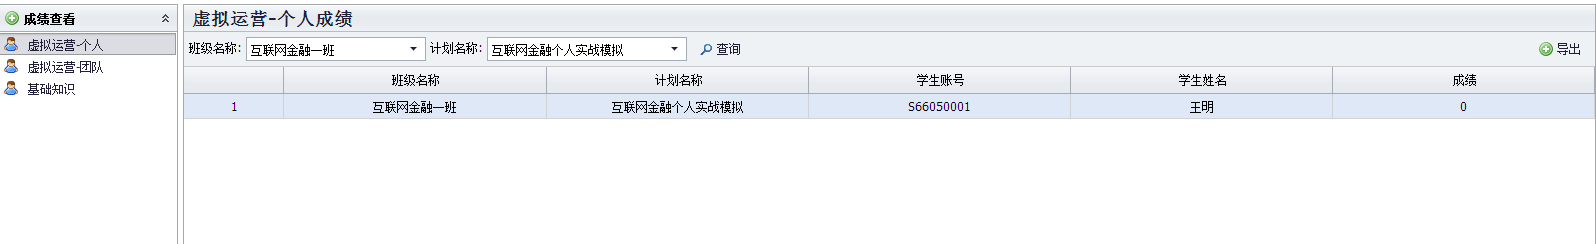 成绩查看
虚拟运营-个人
虚拟运营-团队
基础知识
虚拟运营-个人成绩
班级名称: 互联网金融一班 计划名称: 互联网金融个人实战模拟 查询 导出
班级名称 计划名称 学生账号 学生姓名 成绩
1 互联网金融一班 互联网金融个人实战模拟 S66050001 王明 0